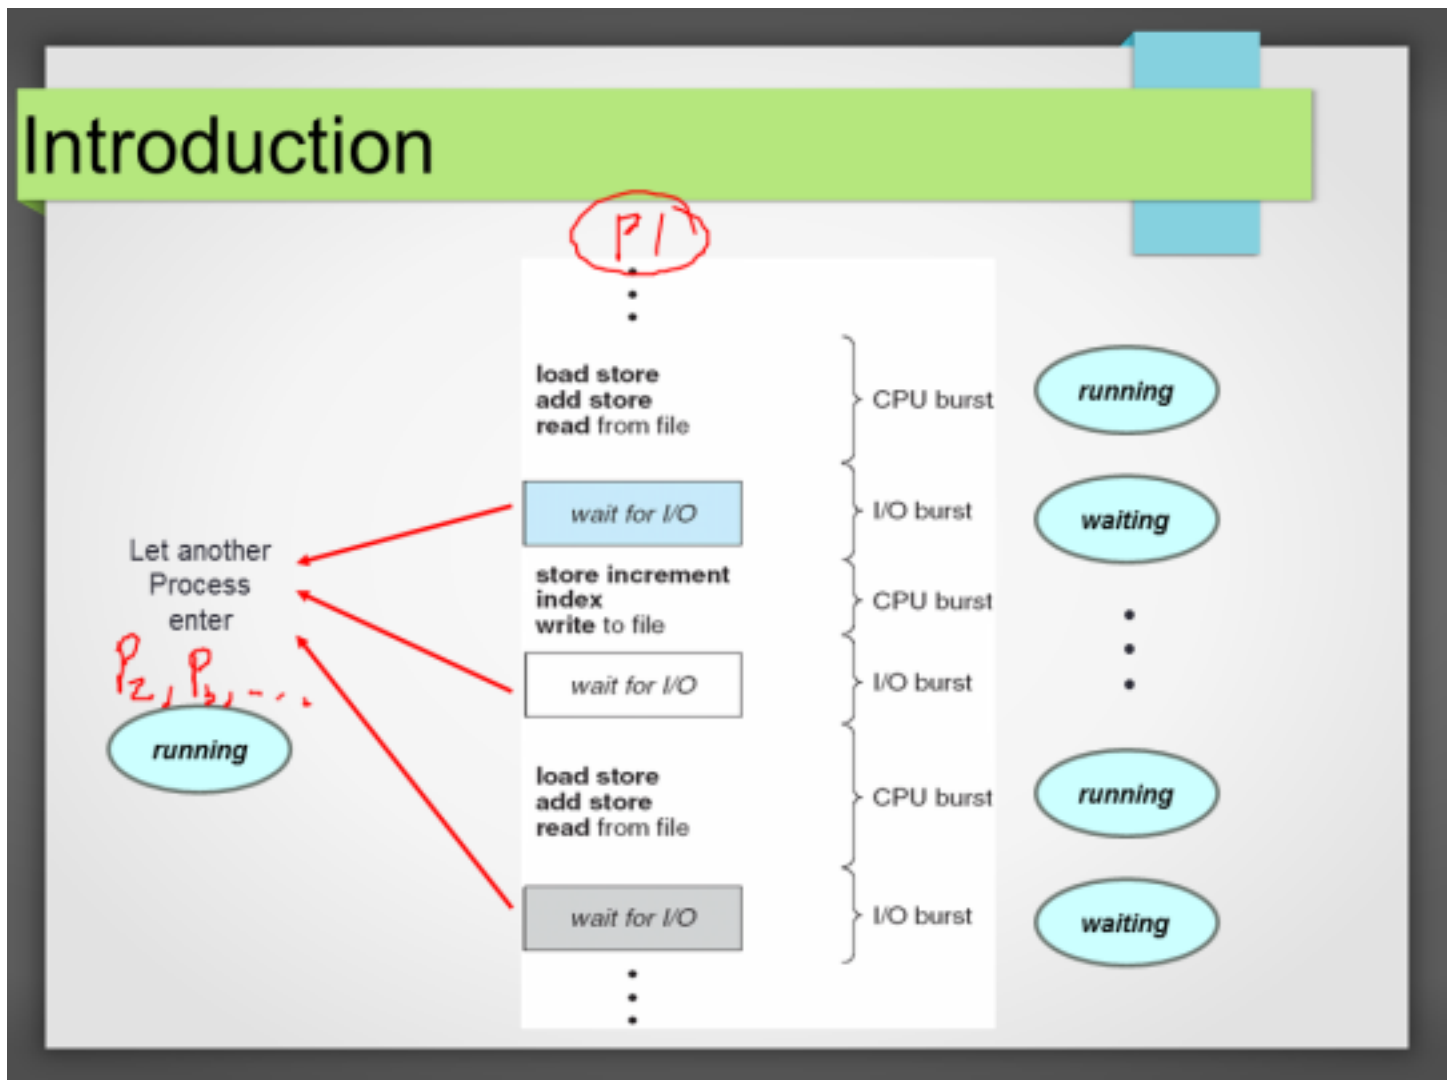 Introduction
P1
load store
add store
read from file
CPU burst
running
wait for I/O
I/O burst
waiting
Let another
Process
enter
P2, P3, ...
running
store increment
index
write to file
CPU burst
wait for I/O
I/O burst
load store
add store
read from file
CPU burst
running
wait for I/O
I/O burst
waiting